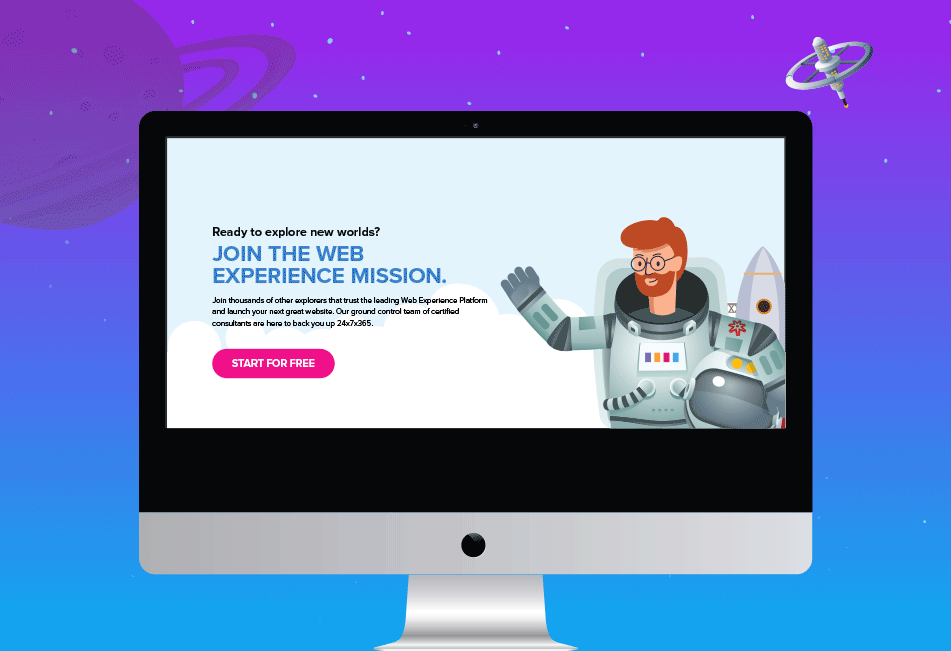 Ready to explore new worlds?
JOIN THE WEB
EXPERIENCE MISSION.
Join thousands of other explorers that trust the leading Web Experience Platform
and launch your next great website. Our ground control team of certified
consultants are here to back you up 24x7x365.
START FOR FREE